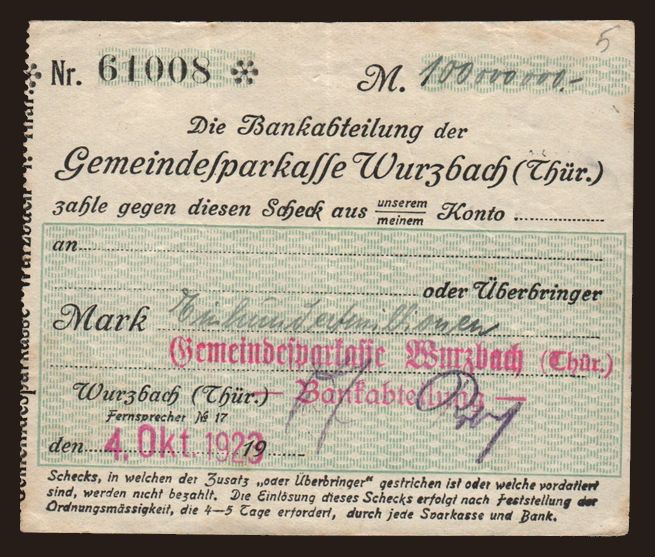 5
Nr. 61008 M. 100000000.-
Die Bankabteilung der
Gemeindesparkasse Wurzbach (Thür.)
zahle gegen diesen Scheck aus unserem Konto
meinem
an
oder Überbringer
Mark Einhundertmillionen
Gemeindesparkasse Wurzbach (Thür.)
— Bankabteilung —
Wurzbach (Thür.)
Fernsprecher № 17
den 4. Okt. 1923 19
Schecks, in welchen der Zusatz „oder Überbringer" gestrichen ist oder welche vordatiert
sind, werden nicht bezahlt. Die Einlösung dieses Schecks erfolgt nach Feststellung der
Ordnungsmässigkeit, die 4—5 Tage erfordert, durch jede Sparkasse und Bank.